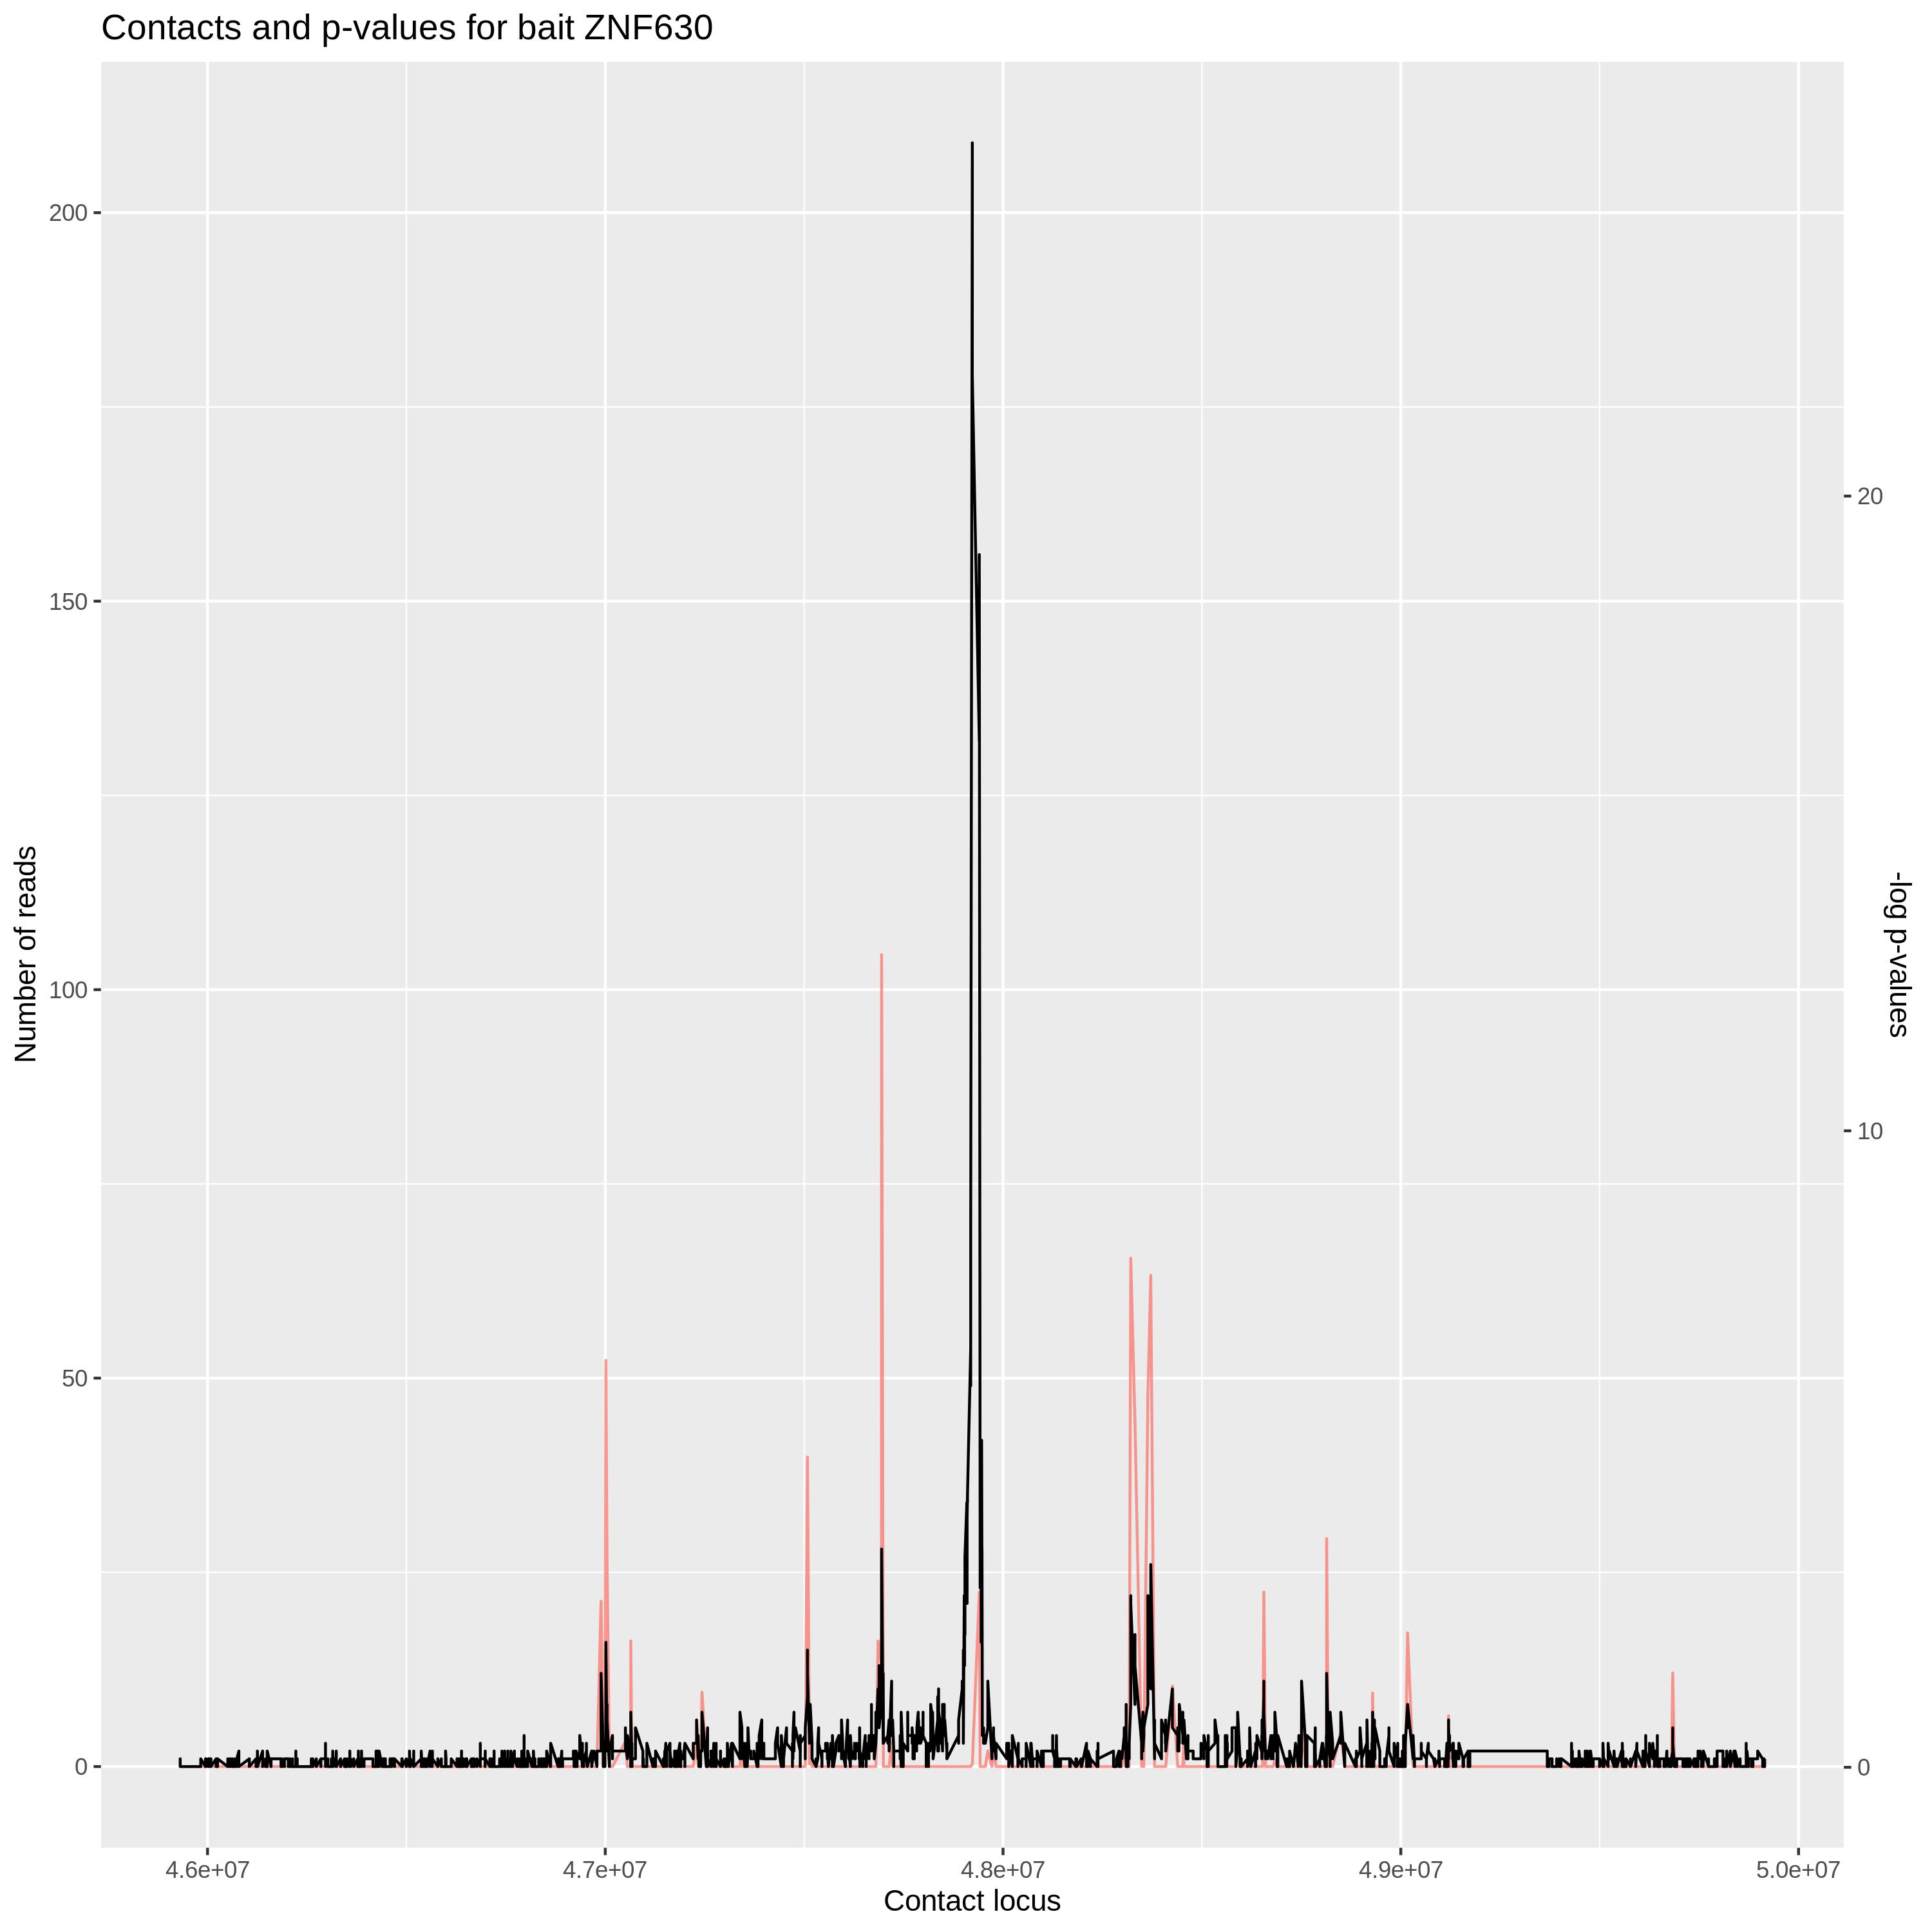 Contacts and p-values for bait ZNF630
Number of reads
200
150
100
50
0
20
10
0
-log p-values
4.6e+07
4.7e+07
4.8e+07
4.9e+07
5.0e+07
Contact locus